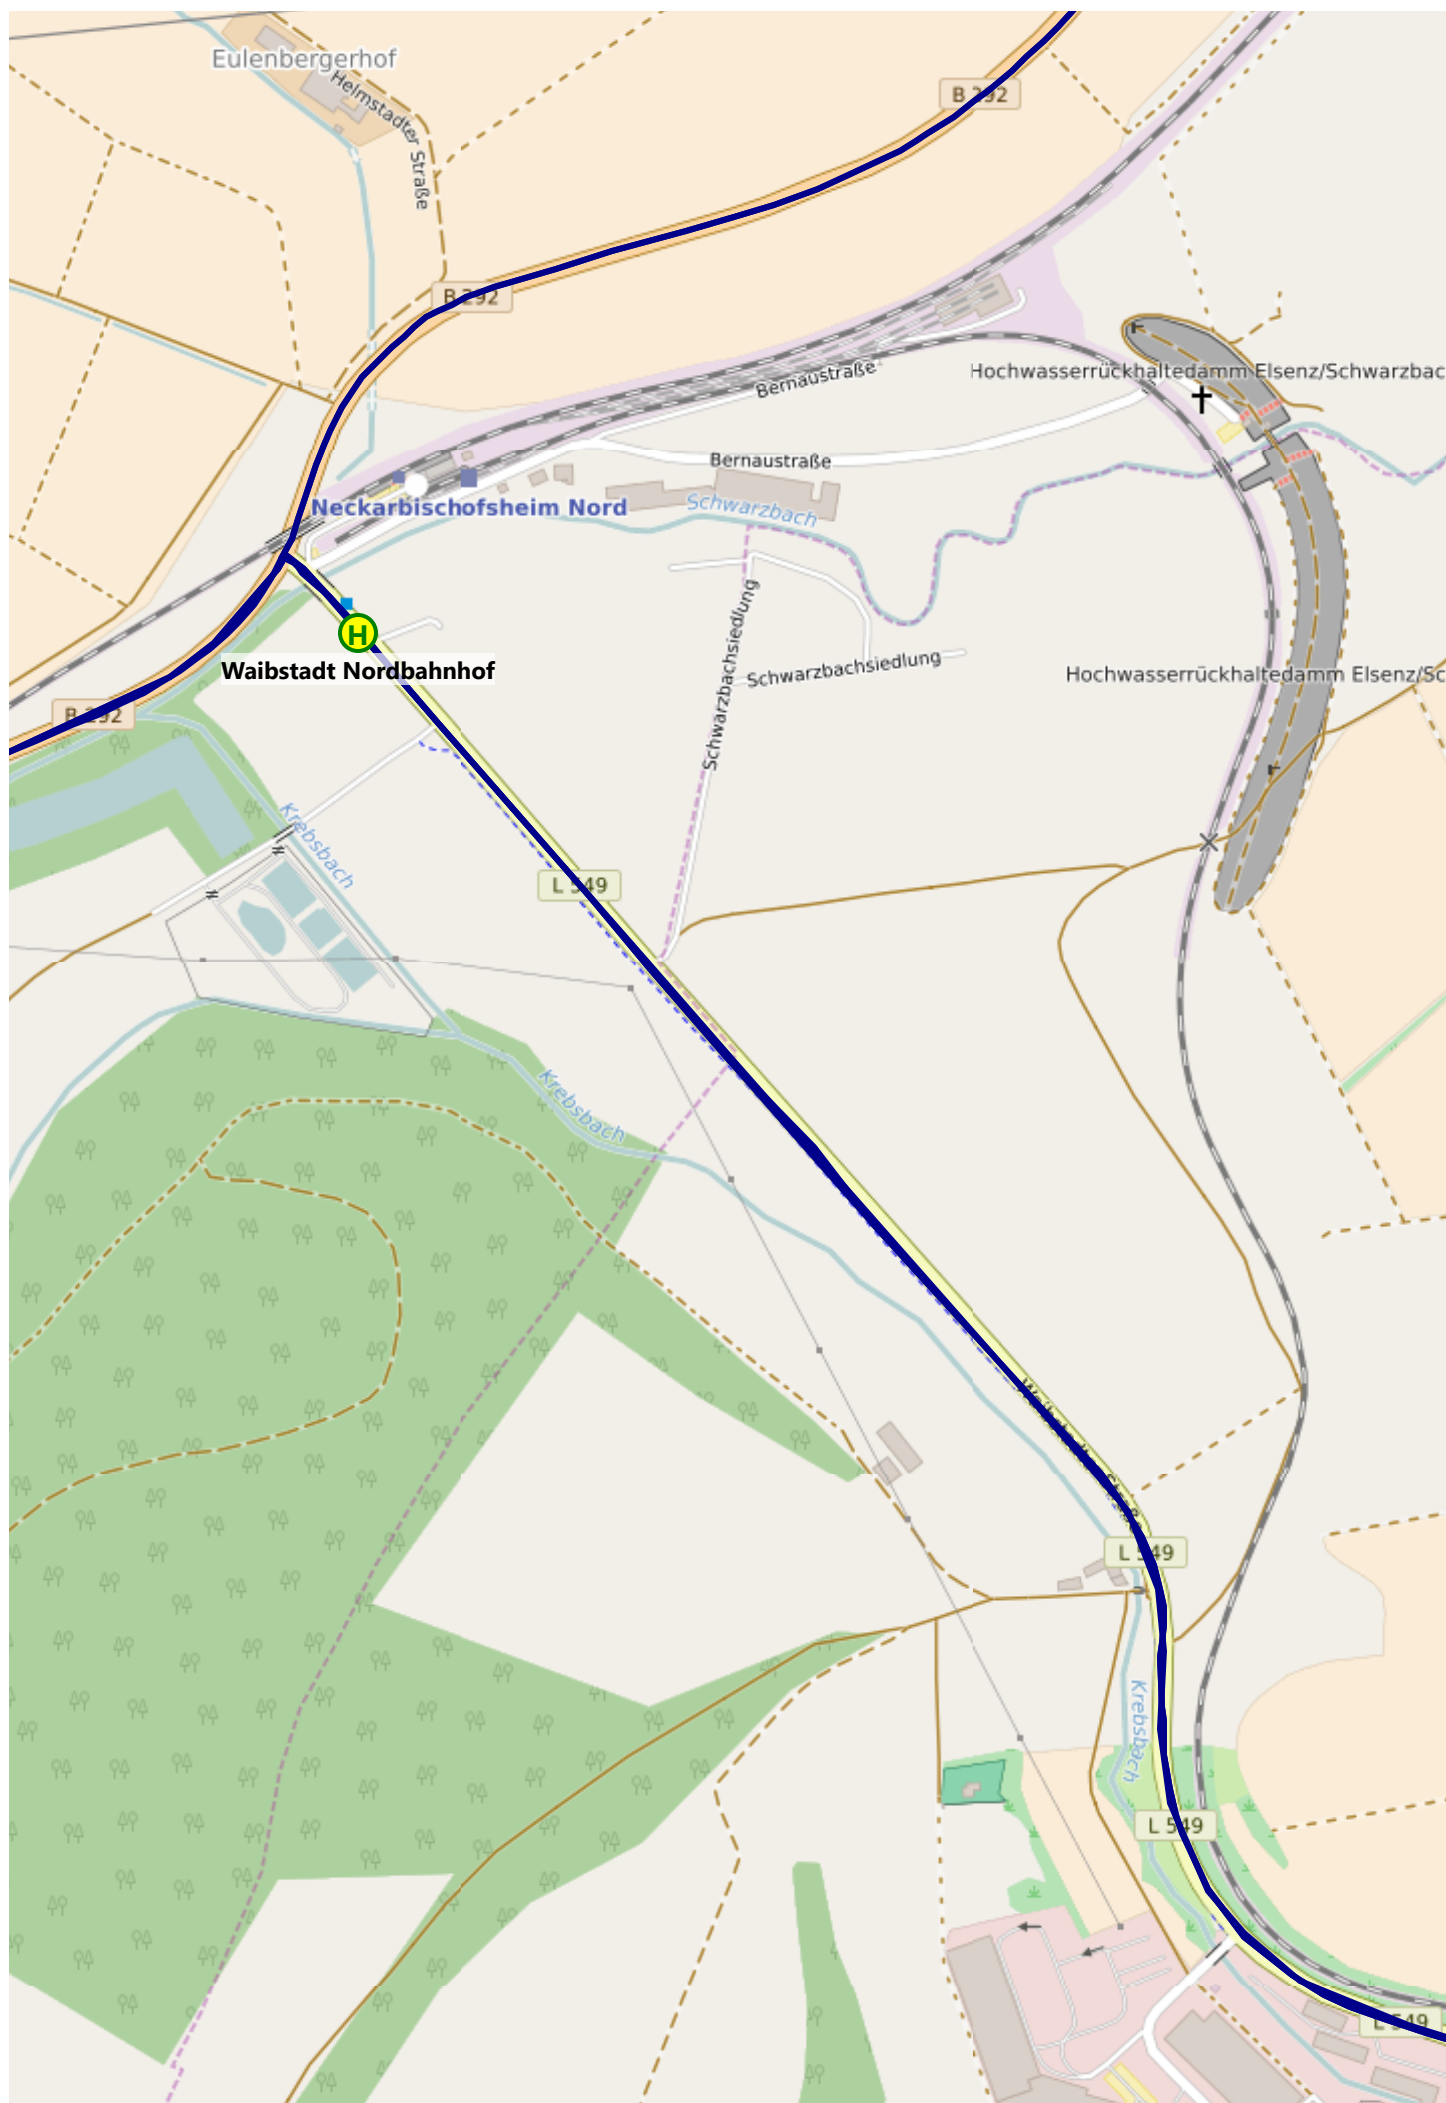 Eulenbergerhof
Helmstadter Straße
B 292
B 292
Hochwasserrückhaltedamm Elsenz/Schwarzbac
Bernaustraße
Bernaustraße
Neckarbischofsheim Nord
Schwarzbach
Schwarzbachsiedlung
H
Waibstadt Nordbahnhof
Schwarzbachsiedlung
Hochwasserrückhaltedamm Elsenz/Sc
B 292
Krebsbach
L 549
Krebsbach
L 549
Krebsbach
L 549
L 549